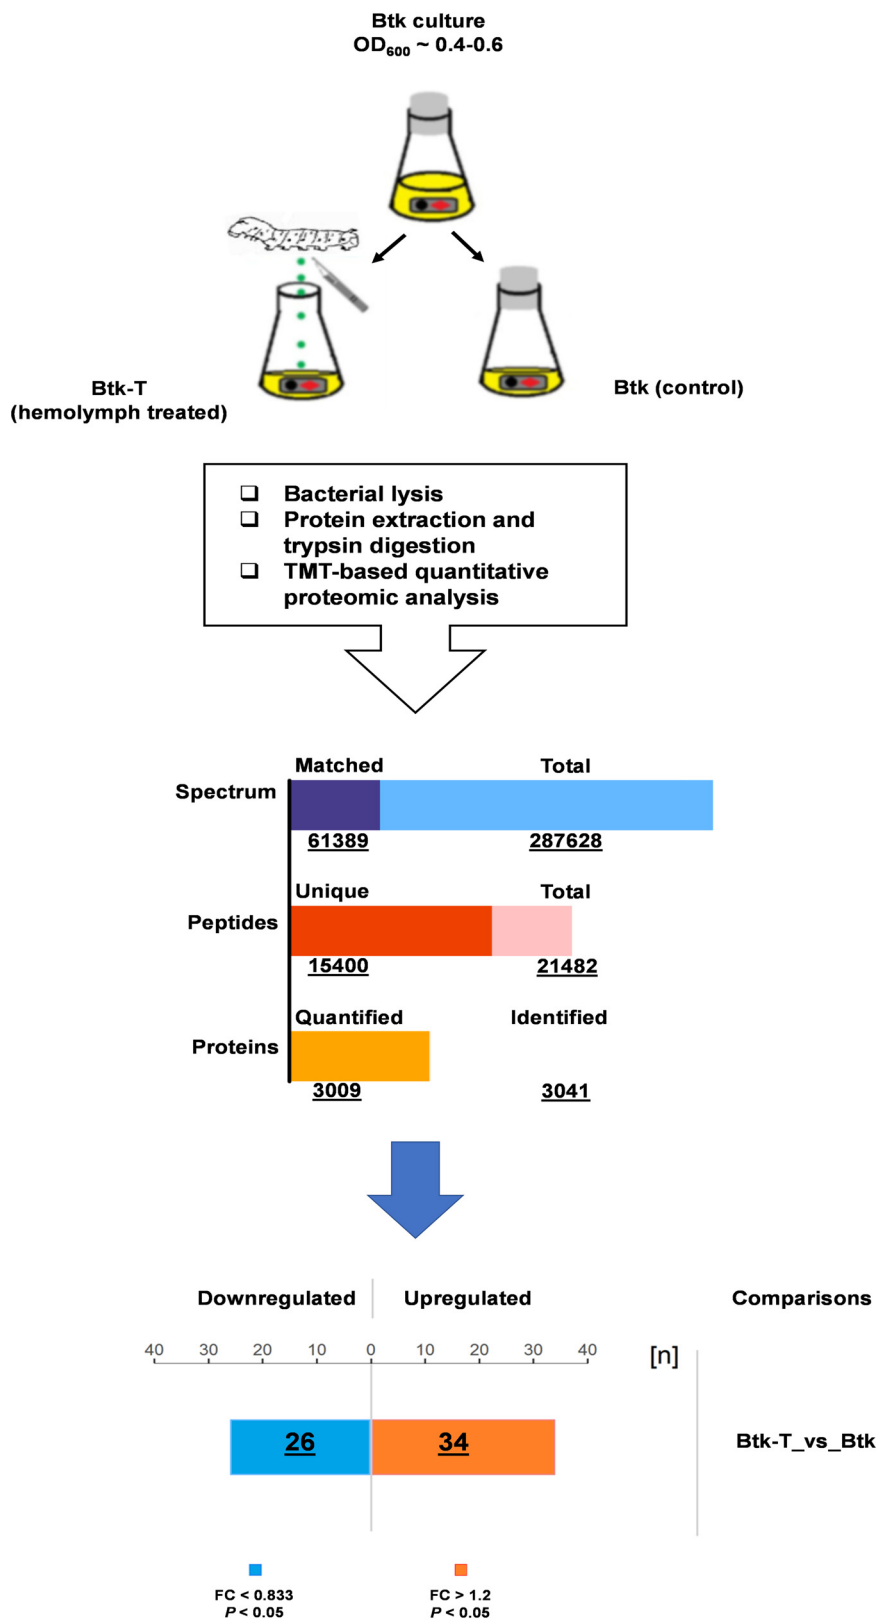 Btk culture
OD₆₀₀ ~ 0.4-0.6
Btk-T
(hemolymph treated)
Btk (control)
❑ Bacterial lysis
❑ Protein extraction and
trypsin digestion
❑ TMT-based quantitative
proteomic analysis
Matched Total
Spectrum
61389 287628
Unique Total
Peptides
15400 21482
Quantified Identified
Proteins
3009 3041
Downregulated Upregulated Comparisons
40 30 20 10 0 10 20 30 40 [n]
26 34 Btk-T_vs_Btk
FC < 0.833 FC > 1.2
P < 0.05 P < 0.05